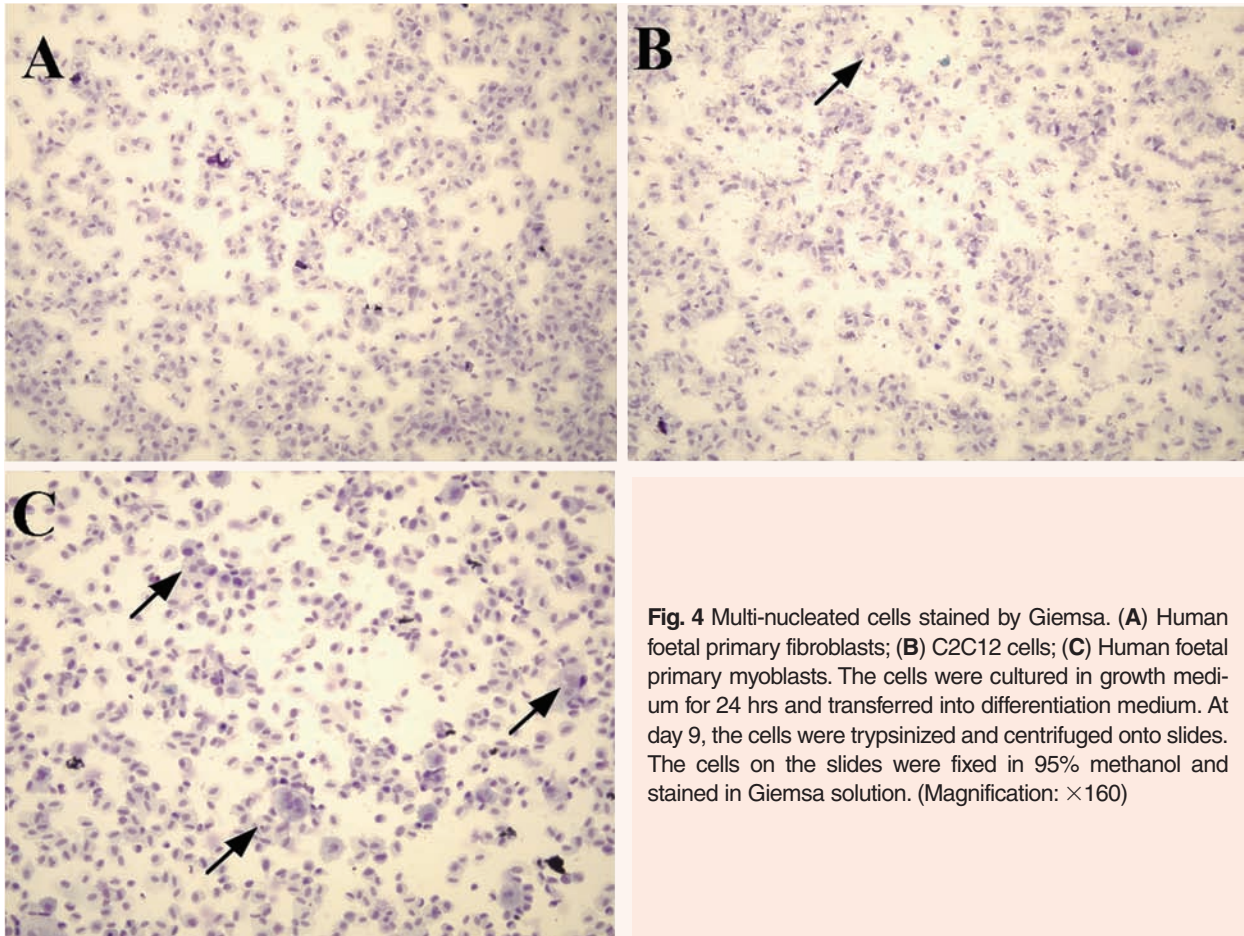 A
B
C
Fig. 4 Multi-nucleated cells stained by Giemsa. (A) Human
foetal primary fibroblasts; (B) C2C12 cells; (C) Human foetal
primary myoblasts. The cells were cultured in growth medi-
um for 24 hrs and transferred into differentiation medium. At
day 9, the cells were trypsinized and centrifuged onto slides.
The cells on the slides were fixed in 95% methanol and
stained in Giemsa solution. (Magnification: ×160)